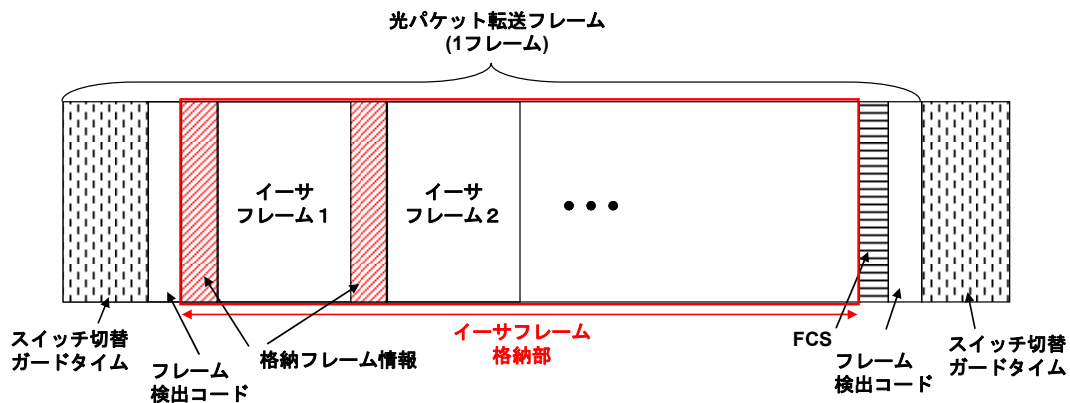 光パケット転送フレーム
(1フレーム)
イーサ
フレーム１
イーサ
フレーム２
•••
スイッチ切替
ガードタイム
フレーム
検出コード
格納フレーム情報
イーサフレーム
格納部
FCS
フレーム
検出コード
スイッチ切替
ガードタイム